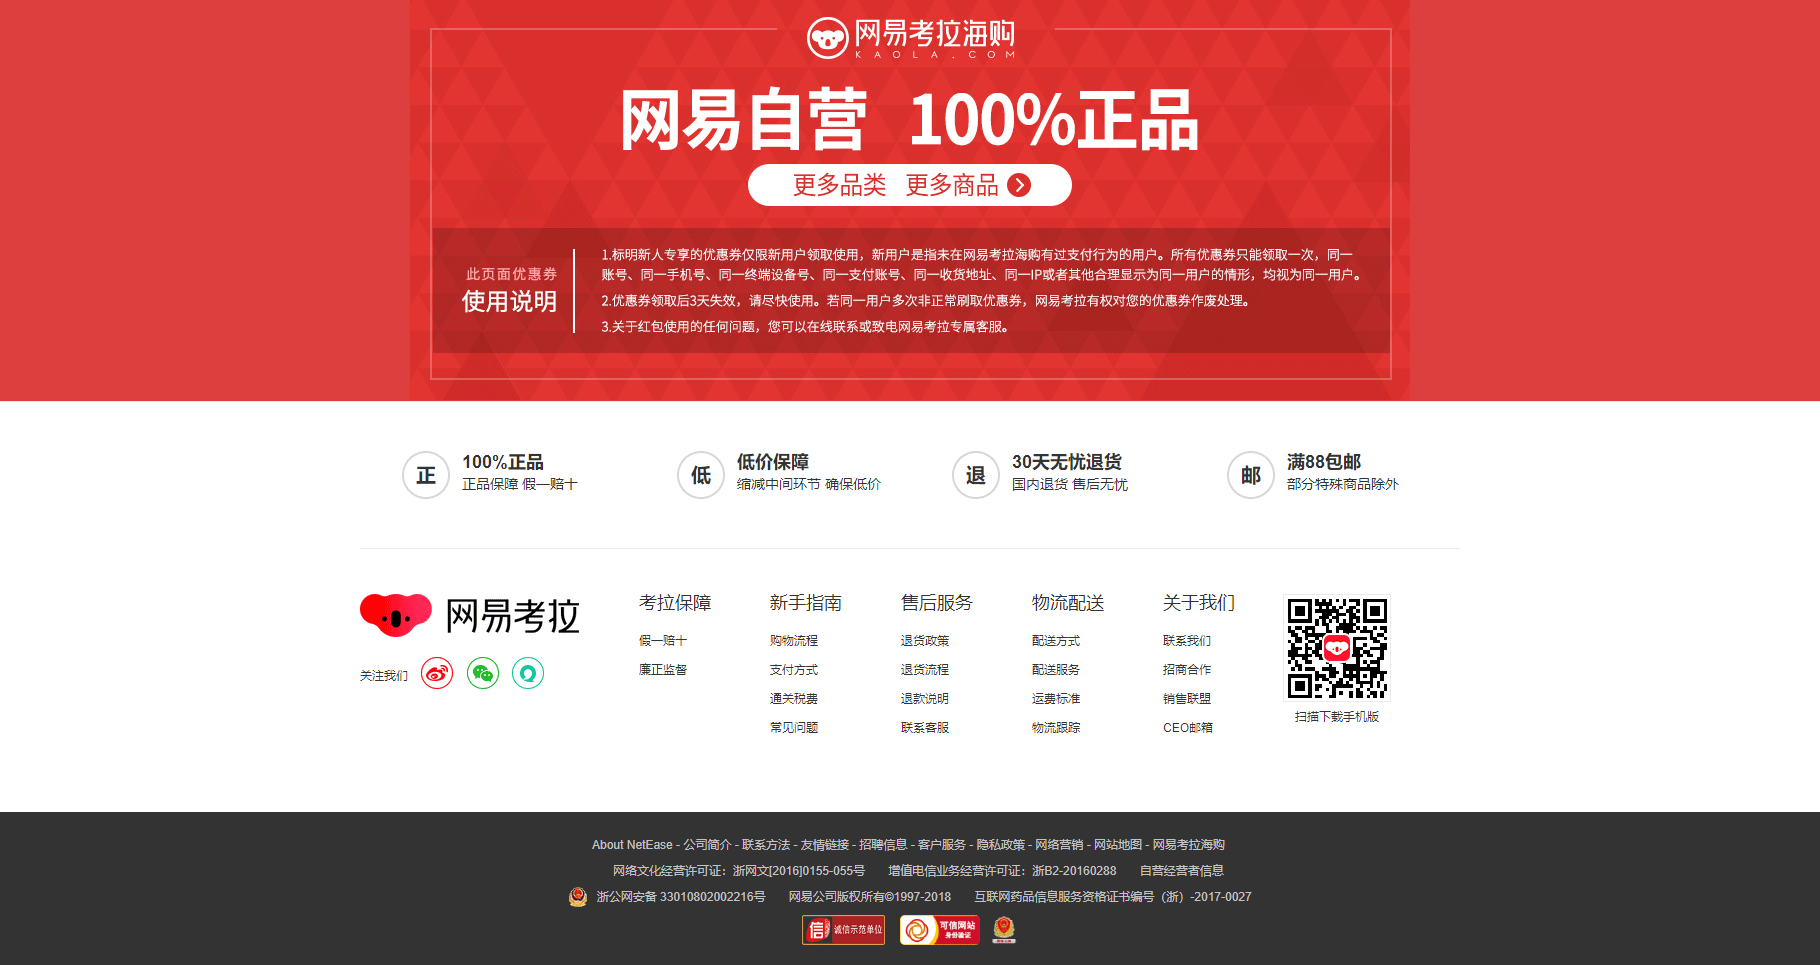 网易考拉海购
KAOLA.COM
网易自营 100%正品
更多品类 更多商品
此页面优惠券
使用说明
1.标明新人专享的优惠券仅限新用户领取使用，新用户是指未在网易考拉海购有过支付行为的用户。所有优惠券只能领取一次，同一
账号、同一手机号、同一终端设备号、同一支付账号、同一收货地址、同一IP或者其他合理显示为同一用户的情形，均视为同一用户。
2.优惠券领取后3天失效，请尽快使用。若同一用户多次非正常刷取优惠券，网易考拉有权对您的优惠券作废处理。
3.关于红包使用的任何问题，您可以在线联系或致电网易考拉专属客服。
正 100%正品
正品保障 假一赔十
低 低价保障
缩减中间环节 确保低价
退 30天无忧退货
国内退货 售后无忧
邮 满88包邮
部分特殊商品除外
网易考拉
关注我们
考拉保障
假一赔十
廉正监督
新手指南
购物流程
支付方式
通关税费
常见问题
售后服务
退货政策
退货流程
退款说明
联系客服
物流配送
配送方式
配送服务
运费标准
物流跟踪
关于我们
联系我们
招商合作
销售联盟
CEO邮箱
扫描下载手机版
About NetEase - 公司简介 - 联系方法 - 友情链接 - 招聘信息 - 客户服务 - 隐私政策 - 网络营销 - 网站地图 - 网易考拉海购
网络文化经营许可证：浙网文[2016]0155-055号 增值电信业务经营许可证：浙B2-20160288 自营经营者信息
浙公网安备 33010802002216号 网易公司版权所有©1997-2018 互联网药品信息服务资格证书编号（浙）-2017-0027
信 诚信示范单位
可信网站
身份验证